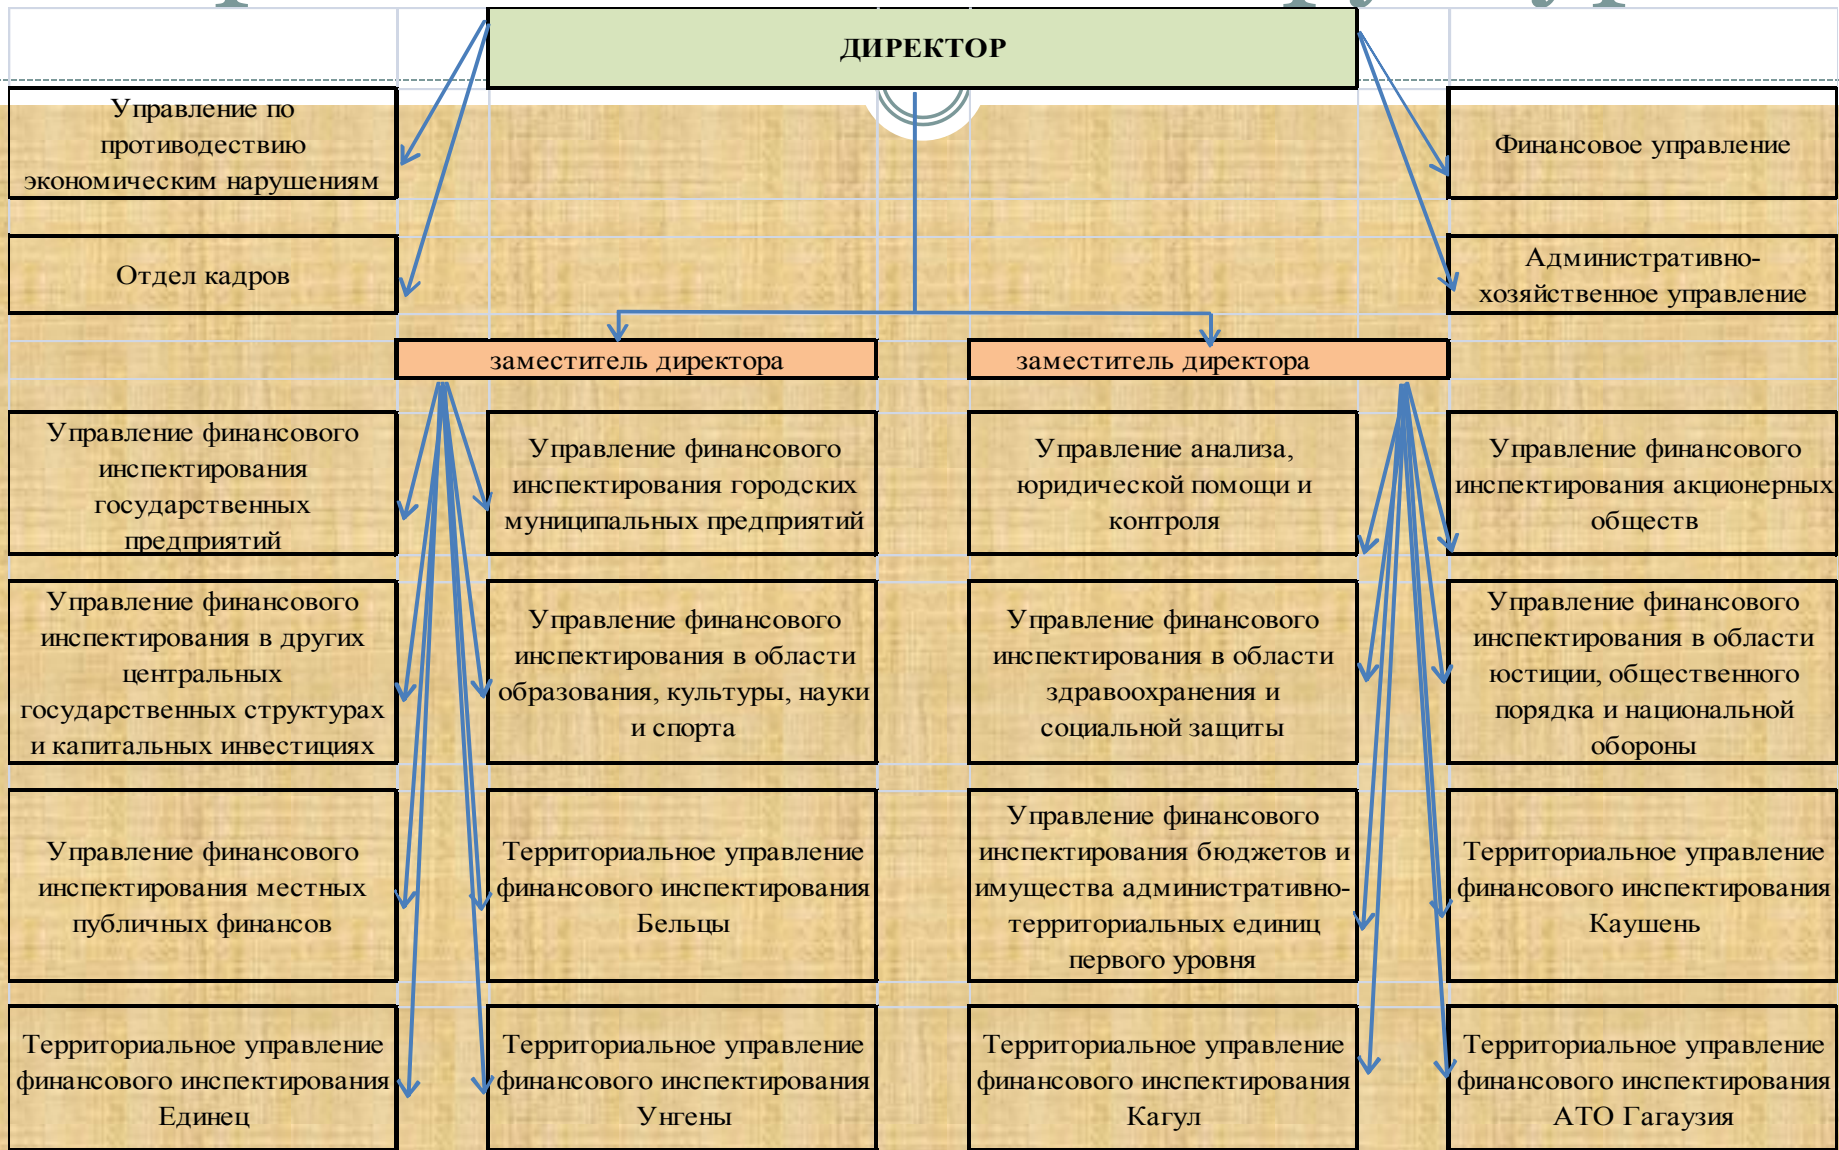 ДИРЕКТОР
Управление по
противодествию
экономическим нарушениям
Финансовое управление
Отдел кадров
Административно-
хозяйственное управление
заместитель директора
заместитель директора
Управление финансового
инспектирования
государственных
предприятий
Управление финансового
инспектирования городских
муниципальных предприятий
Управление анализа,
юридической помощи и
контроля
Управление финансового
инспектирования акционерных
обществ
Управление финансового
инспектирования в других
центральных
государственных структурах
и капитальных инвестициях
Управление финансового
инспектирования в области
образования, культуры, науки
и спорта
Управление финансового
инспектирования в области
здравоохранения и
социальной защиты
Управление финансового
инспектирования в области
юстиции, общественного
порядка и национальной
обороны
Управление финансового
инспектирования местных
публичных финансов
Территориальное управление
финансового инспектирования
Бельцы
Управление финансового
инспектирования бюджетов и
имущества административно-
территориальных единиц
первого уровня
Территориальное управление
финансового инспектирования
Каушень
Территориальное управление
финансового инспектирования
Единец
Территориальное управление
финансового инспектирования
Унгены
Территориальное управление
финансового инспектирования
Кагул
Территориальное управление
финансового инспектирования
АТО Гагаузия